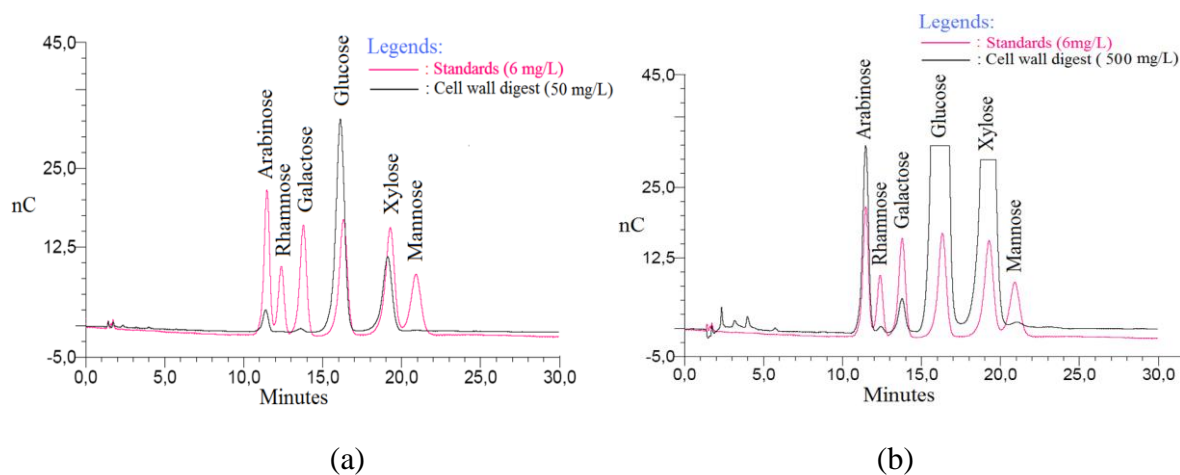 45,0
25,0
nC
12,5
-5,0
Legends:
: Standards (6 mg/L)
: Cell wall digest (50 mg/L)
Arabinose
Rhamnose
Galactose
Glucose
Xylose
Mannose
0,0 5,0 10,0 15,0 20,0 25,0 30,0
Minutes
(a)
45,0
25,0
nC
12,5
-5,0
Legends:
: Standards (6mg/L)
: Cell wall digest ( 500 mg/L)
Arabinose
Rhamnose
Galactose
Glucose
Xylose
Mannose
0,0 5,0 10,0 15,0 20,0 25,0 30,0
Minutes
(b)